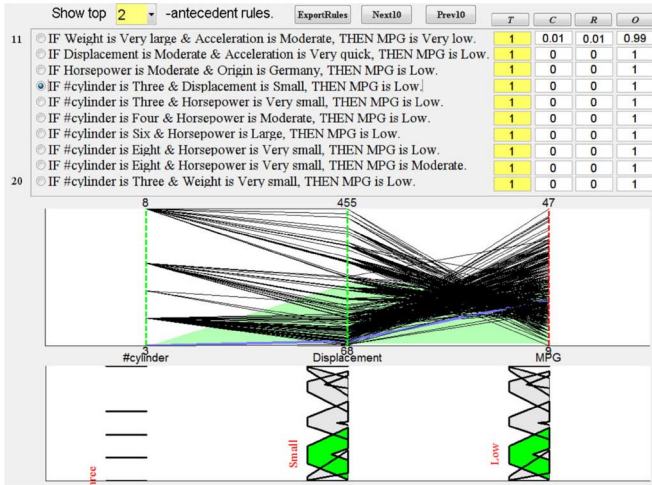 Show top 2 -antecedent rules. ExportRules Next10 Prev10 T C R O
11 IF Weight is Very large & Acceleration is Moderate, THEN MPG is Very low. 1 0.01 0.01 0.99
IF Displacement is Moderate & Acceleration is Very quick, THEN MPG is Low. 1 0 0 1
IF Horsepower is Moderate & Origin is Germany, THEN MPG is Low. 1 0 0 1
IF #cylinder is Three & Displacement is Small, THEN MPG is Low. 1 0 0 1
IF #cylinder is Three & Horsepower is Very small, THEN MPG is Low. 1 0 0 1
IF #cylinder is Four & Horsepower is Moderate, THEN MPG is Low. 1 0 0 1
IF #cylinder is Six & Horsepower is Large, THEN MPG is Low. 1 0 0 1
IF #cylinder is Eight & Horsepower is Very small, THEN MPG is Low. 1 0 0 1
IF #cylinder is Eight & Horsepower is Very small, THEN MPG is Moderate. 1 0 0 1
20 IF #cylinder is Three & Weight is Very small, THEN MPG is Low. 1 0 0 1
8 455 47
3 68 9
#cylinder Displacement MPG
hree Small Low